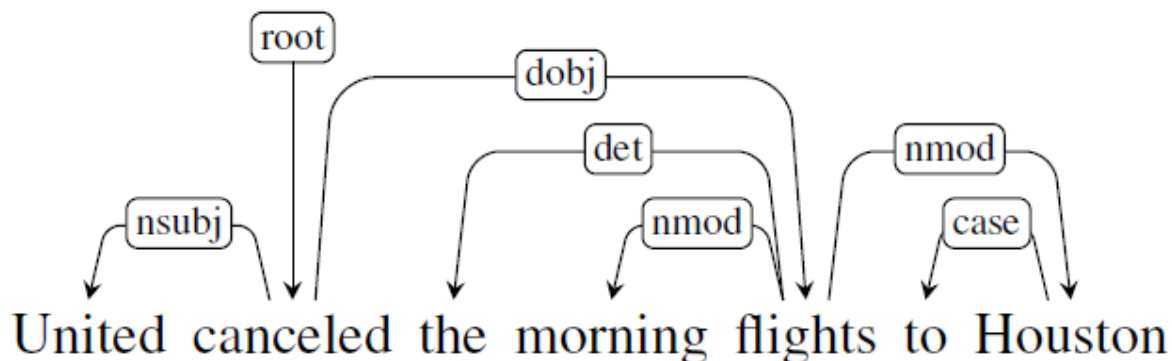 root
dobj
det nmod
nsubj nmod case
United canceled the morning flights to Houston